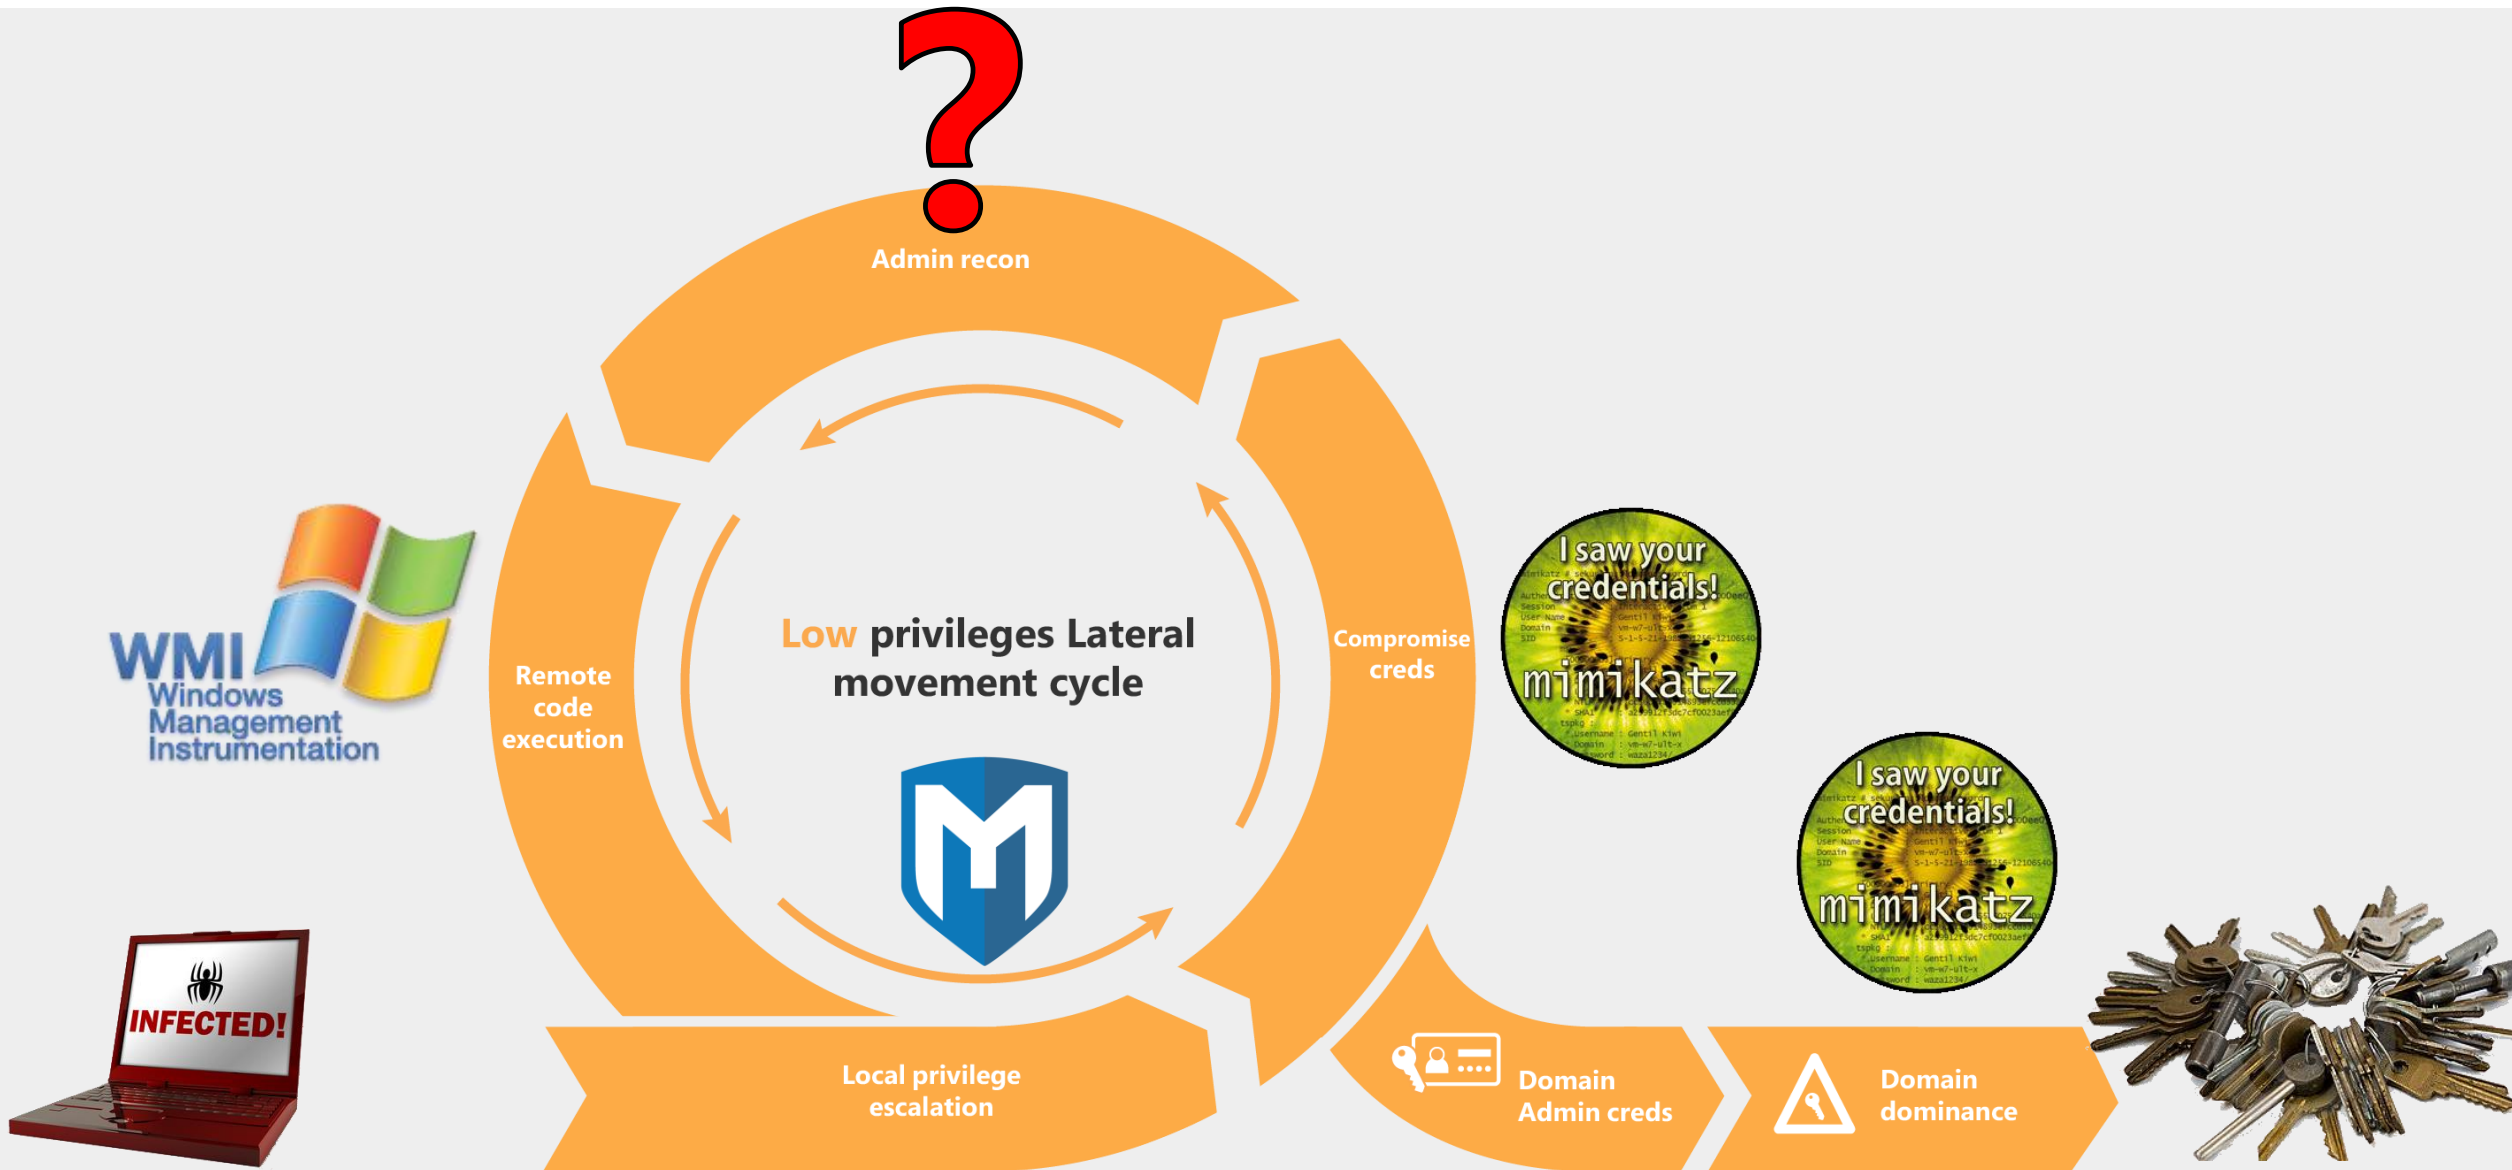 ?
Admin recon
WMI
Windows
Management
Instrumentation
Remote
code
execution
Low privileges Lateral
movement cycle
Compromise
creds
I saw your
credentials!
mimikatz
I saw your
credentials!
mimikatz
INFECTED!
Local privilege
escalation
Domain
Admin creds
Domain
dominance